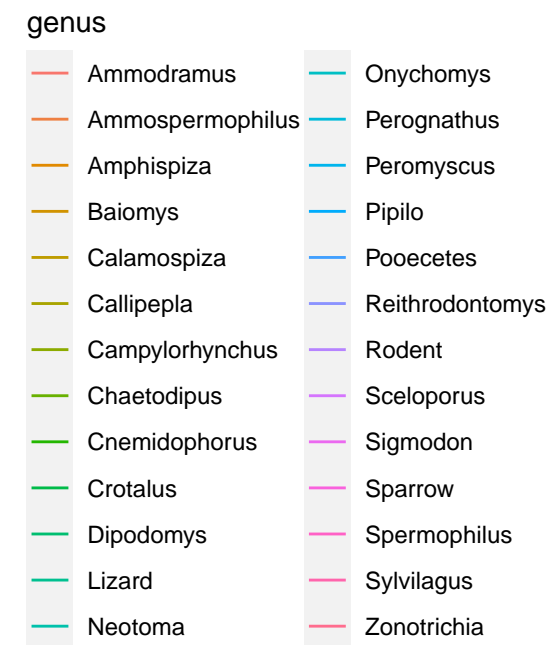 genus
Ammodramus
Ammospermophilus
Amphispiza
Baiomys
Calamospiza
Callipepla
Campylorhynchus
Chaetodipus
Cnemidophorus
Crotalus
Dipodomys
Lizard
Neotoma
Onychomys
Perognathus
Peromyscus
Pipilo
Pooecetes
Reithrodontomys
Rodent
Sceloporus
Sigmodon
Sparrow
Spermophilus
Sylvilagus
Zonotrichia